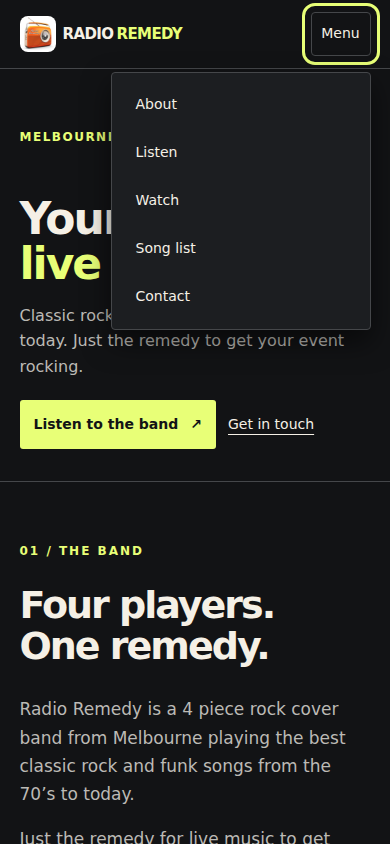 RADIO REMEDY
Menu
About
Listen
Watch
Song list
Contact
live
Classic rock
today. Just the remedy to get your event
rocking.
Listen to the band ↗
Get in touch
01 / THE BAND
Four players.
One remedy.
Radio Remedy is a 4 piece rock cover
band from Melbourne playing the best
classic rock and funk songs from the
70’s to today.
Just the remedy for live music to get